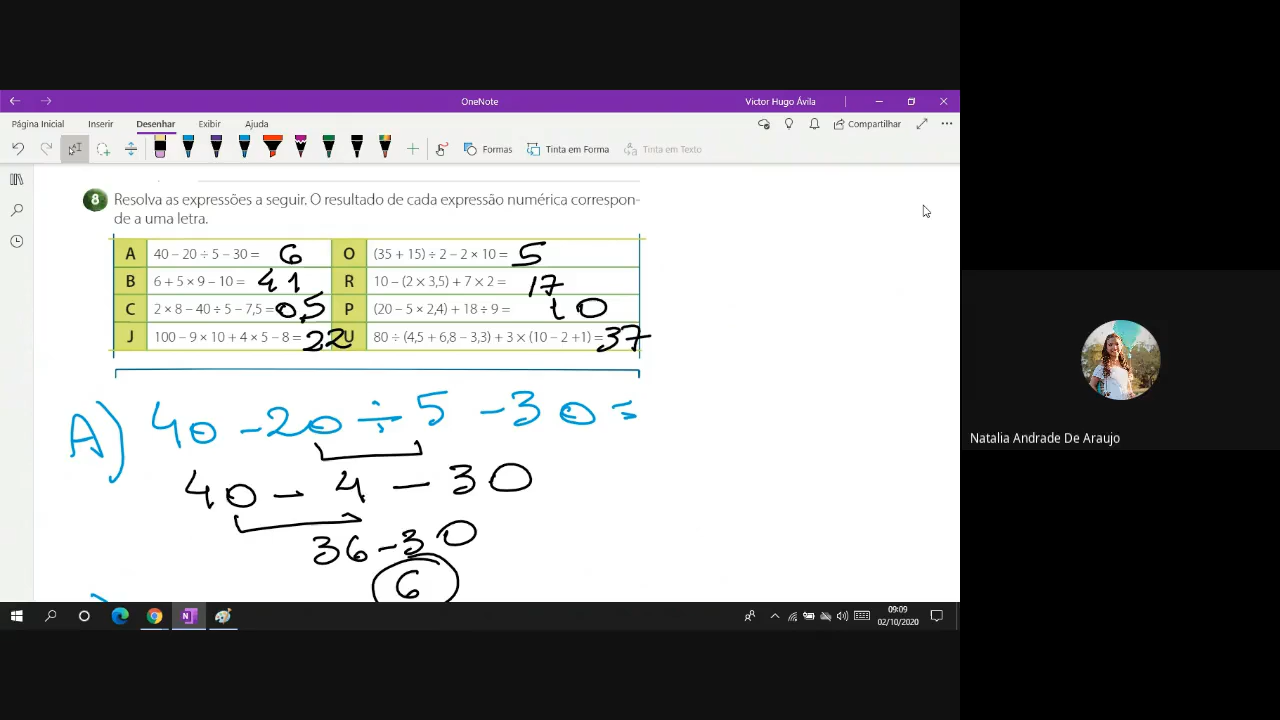 OneNote
Victor Hugo Ávila
Página Inicial Inserir Desenhar Exibir Ajuda
Compartilhar
Formas Tinta em Forma Tinta em Texto
8 Resolva as expressões a seguir. O resultado de cada expressão numérica correspon-
de a uma letra.
A 40 – 20 ÷ 5 – 30 = 6 O (35 + 15) ÷ 2 – 2 × 10 = 5
B 6 + 5 × 9 – 10 = 41 R 10 – (2 × 3,5) + 7 × 2 = 17
C 2 × 8 – 40 ÷ 5 – 7,5 = 0,5 P (20 – 5 × 2,4) + 18 ÷ 9 = 10
J 100 – 9 × 10 + 4 × 5 – 8 = 22 U 80 ÷ (4,5 + 6,8 – 3,3) + 3 × (10 – 2 +1) = 37
A) 40 - 20 ÷ 5 - 30 =
40 - 4 - 30
36 - 30
6
Natalia Andrade De Araujo
09:09
02/10/2020